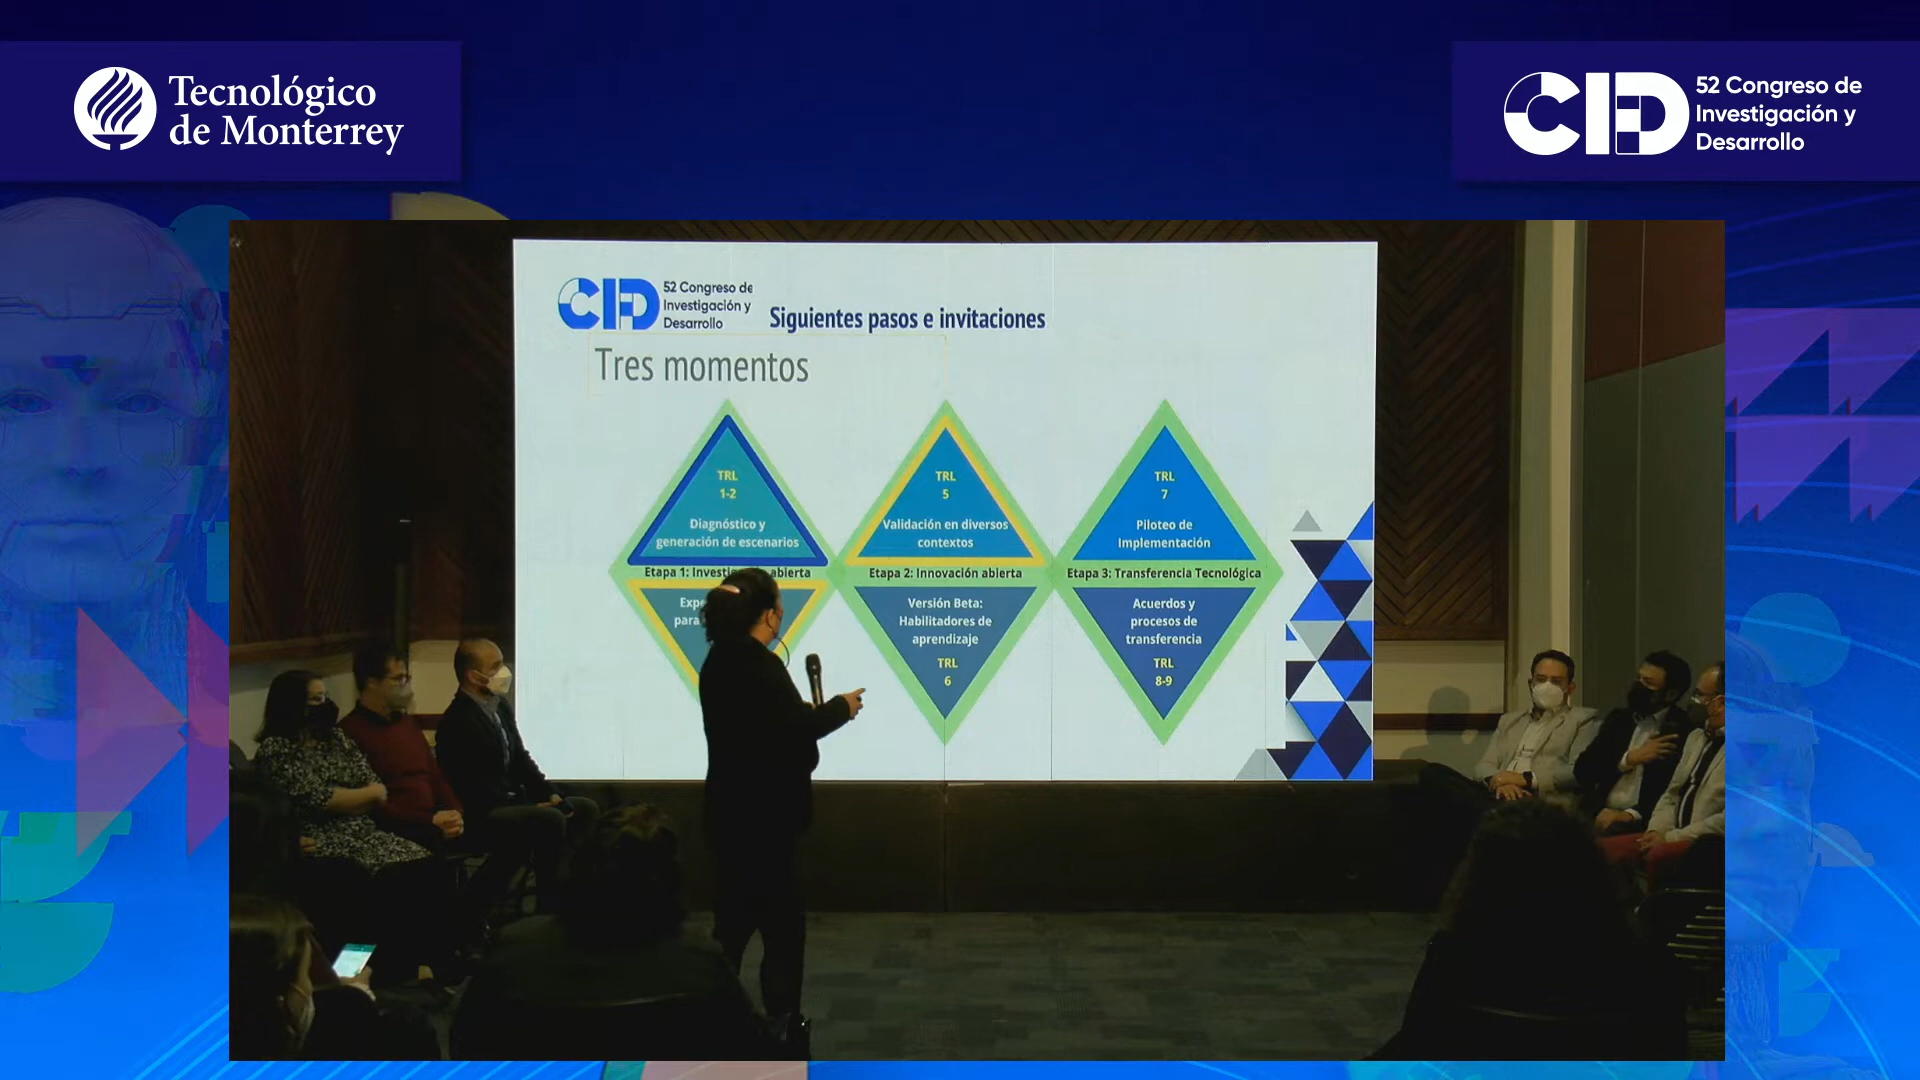 Tecnológico
de Monterrey
CID
52 Congreso de
Investigación y
Desarrollo
CID
52 Congreso de
Investigación y
Desarrollo
Siguientes pasos e invitaciones
Tres momentos
TRL
1-2
Diagnóstico y
generación de escenarios
Etapa 1: abierta
para
TRL
5
Validación en diversos
contextos
Etapa 2: Innovación abierta
Versión Beta:
Habilitadores de
aprendizaje
TRL
6
TRL
7
Piloteo de
Implementación
Etapa 3: Transferencia Tecnológica
Acuerdos y
procesos de
transferencia
TRL
8-9